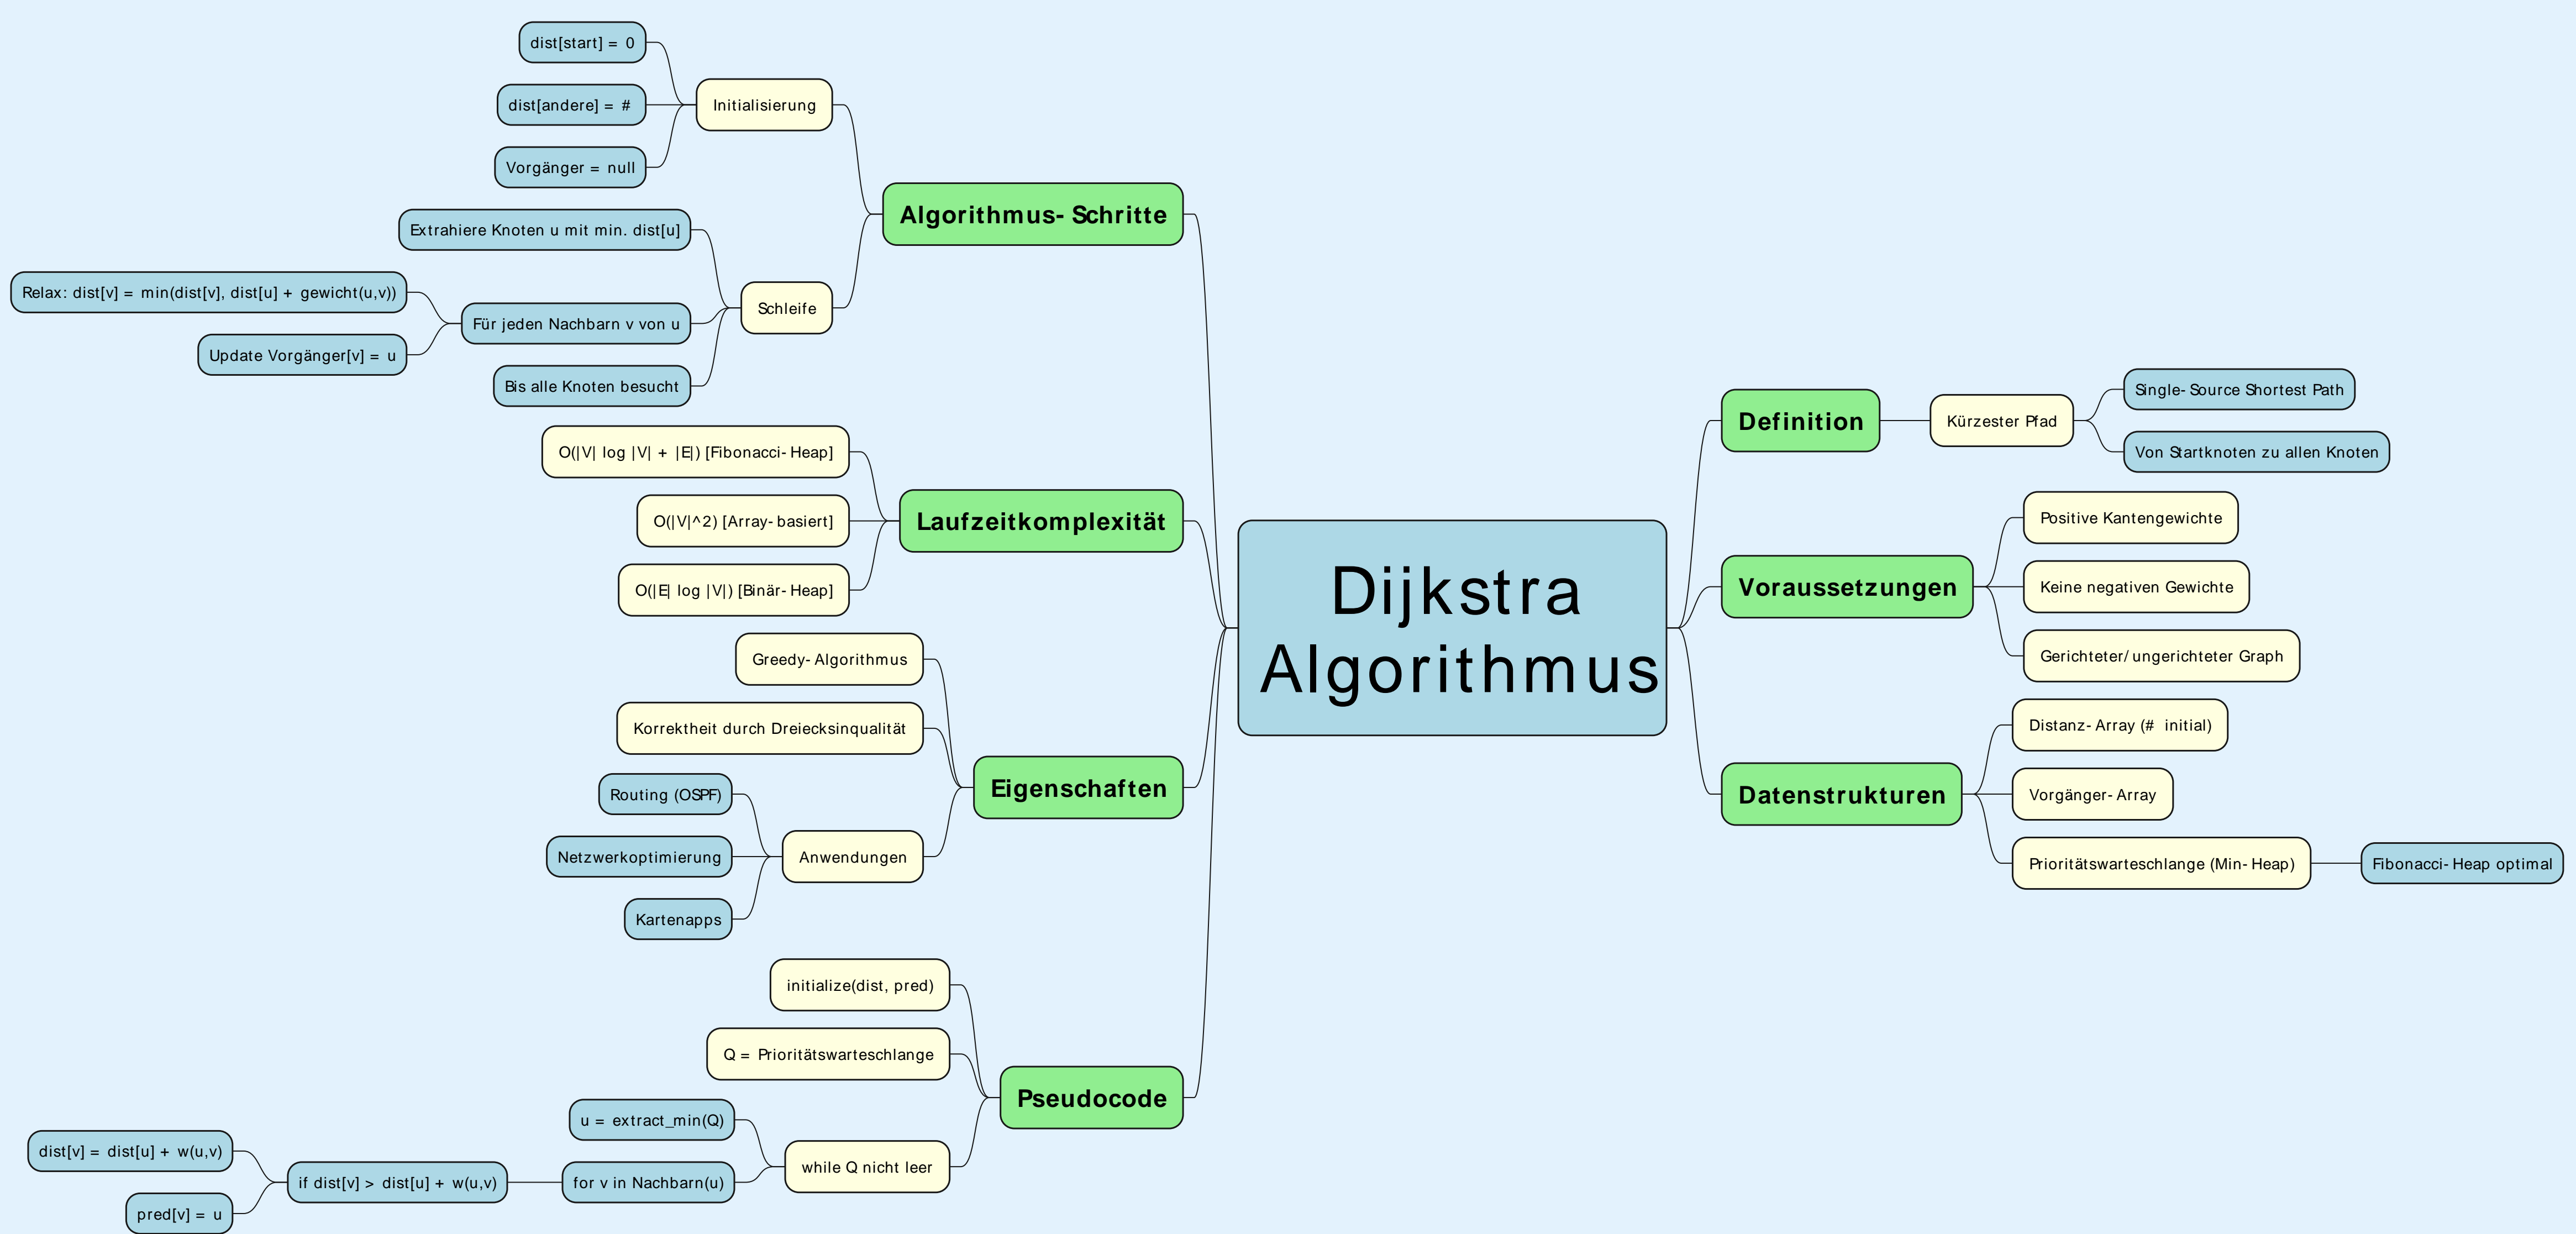 Dijkstra
Algorithmus
Algorithmus-Schritte
Initialisierung
dist[start] = 0
dist[andere] = #
Vorgänger = null
Schleife
Extrahiere Knoten u mit min. dist[u]
Für jeden Nachbarn v von u
Relax: dist[v] = min(dist[v], dist[u] + gewicht(u,v))
Update Vorgänger[v] = u
Bis alle Knoten besucht
Laufzeitkomplexität
O(|V| log |V| + |E|) [Fibonacci-Heap]
O(|V|^2) [Array-basiert]
O(|E| log |V|) [Binär-Heap]
Eigenschaften
Greedy-Algorithmus
Korrektheit durch Dreiecksinqualität
Anwendungen
Routing (OSPF)
Netzwerkoptimierung
Kartenapps
Pseudocode
initialize(dist, pred)
Q = Prioritätswarteschlange
while Q nicht leer
u = extract_min(Q)
for v in Nachbarn(u)
if dist[v] > dist[u] + w(u,v)
dist[v] = dist[u] + w(u,v)
pred[v] = u
Definition
Kürzester Pfad
Single-Source Shortest Path
Von Startknoten zu allen Knoten
Voraussetzungen
Positive Kantengewichte
Keine negativen Gewichte
Gerichteter/ungerichteter Graph
Datenstrukturen
Distanz-Array (# initial)
Vorgänger-Array
Prioritätswarteschlange (Min-Heap)
Fibonacci-Heap optimal